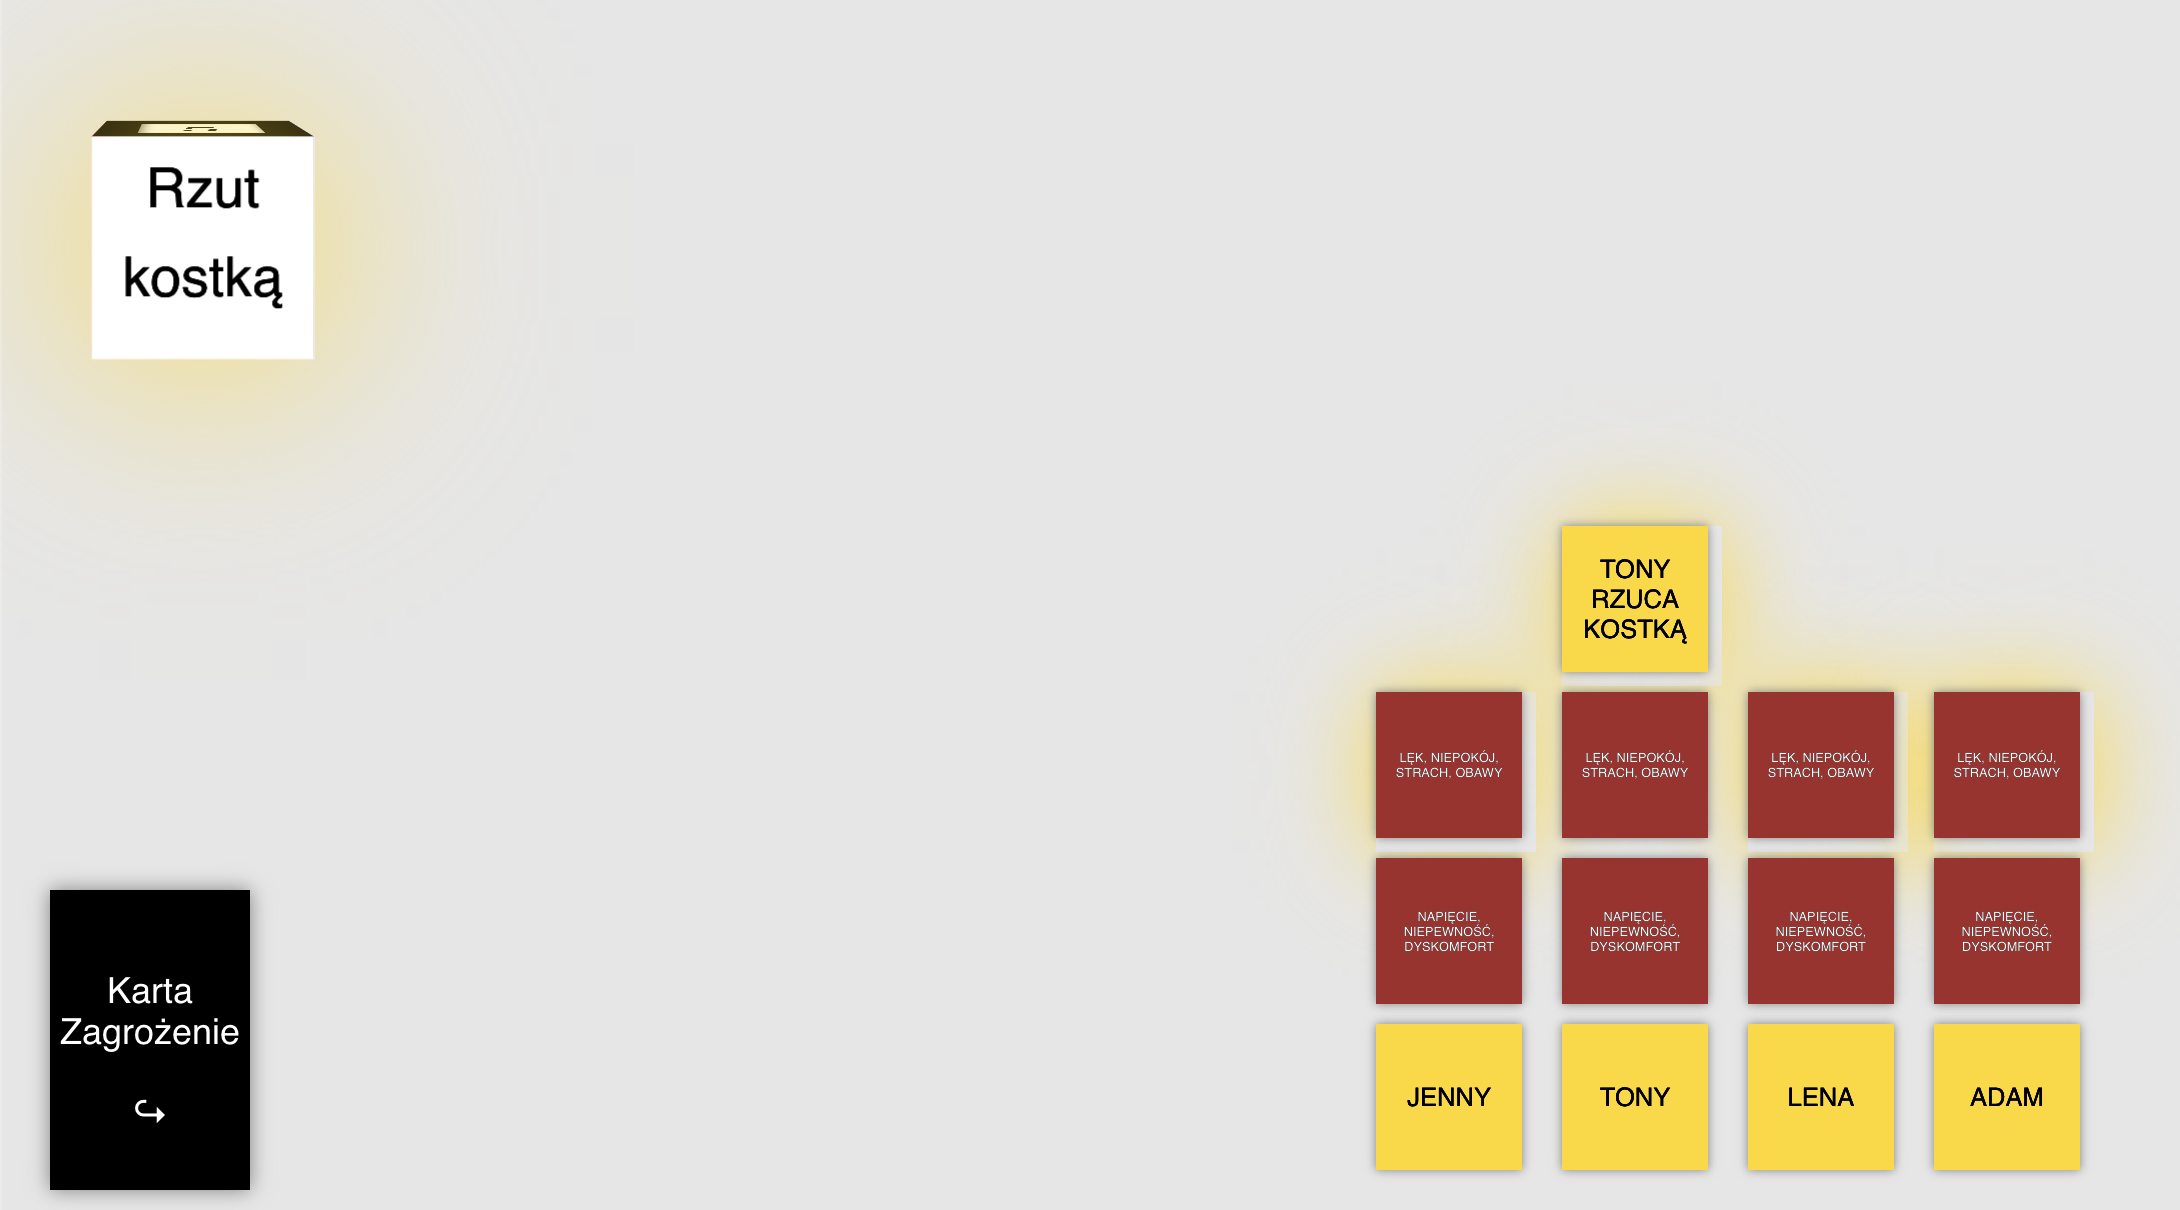 Rzut
kostką
TONY
RZUCA
KOSTKĄ
LĘK, NIEPOKÓJ,
STRACH, OBAWY
LĘK, NIEPOKÓJ,
STRACH, OBAWY
LĘK, NIEPOKÓJ,
STRACH, OBAWY
LĘK, NIEPOKÓJ,
STRACH, OBAWY
NAPIĘCIE,
NIEPEWNOŚĆ,
DYSKOMFORT
NAPIĘCIE,
NIEPEWNOŚĆ,
DYSKOMFORT
NAPIĘCIE,
NIEPEWNOŚĆ,
DYSKOMFORT
NAPIĘCIE,
NIEPEWNOŚĆ,
DYSKOMFORT
Karta
Zagrożenie
JENNY
TONY
LENA
ADAM